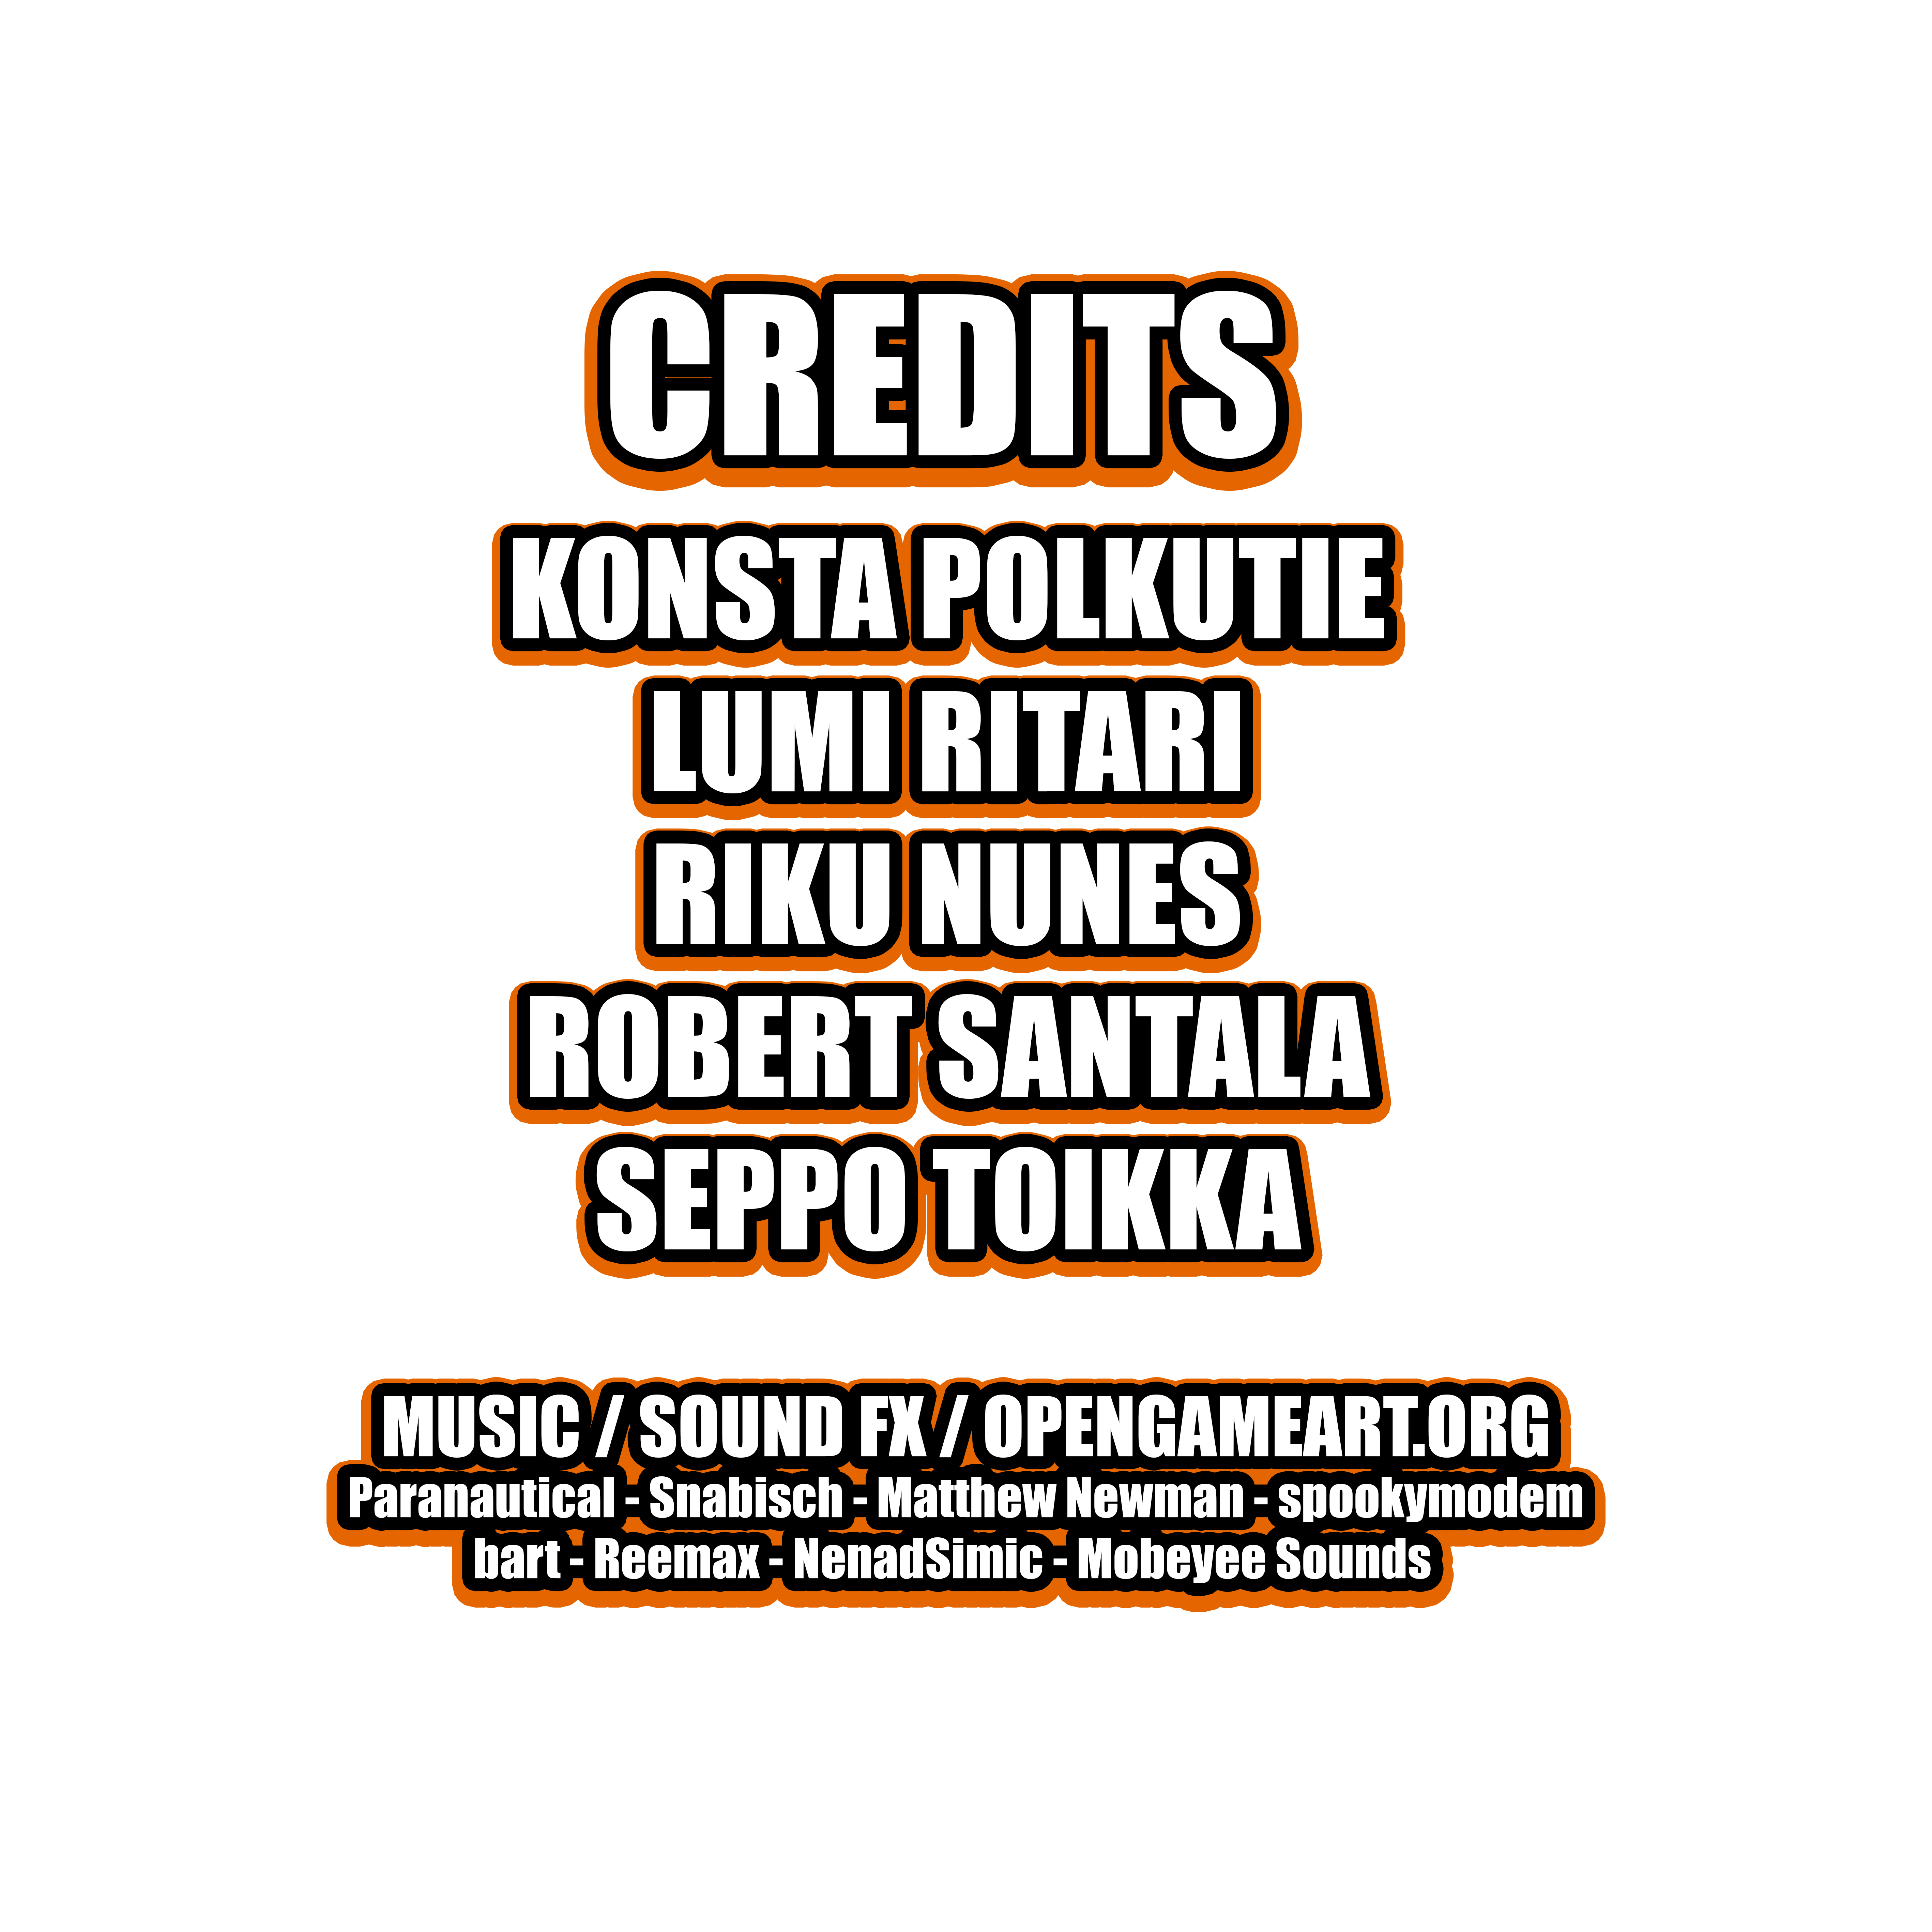 CREDITS
KONSTA POLKUTIE
LUMI RITARI
RIKU NUNES
ROBERT SANTALA
SEPPO TOIKKA
MUSIC / SOUND FX / OPENGAMEART.ORG
Paranautical - Snabisch - Matthew Newman - spookymodem
bart - Reemax - NenadSimic - Mobeyee Sounds